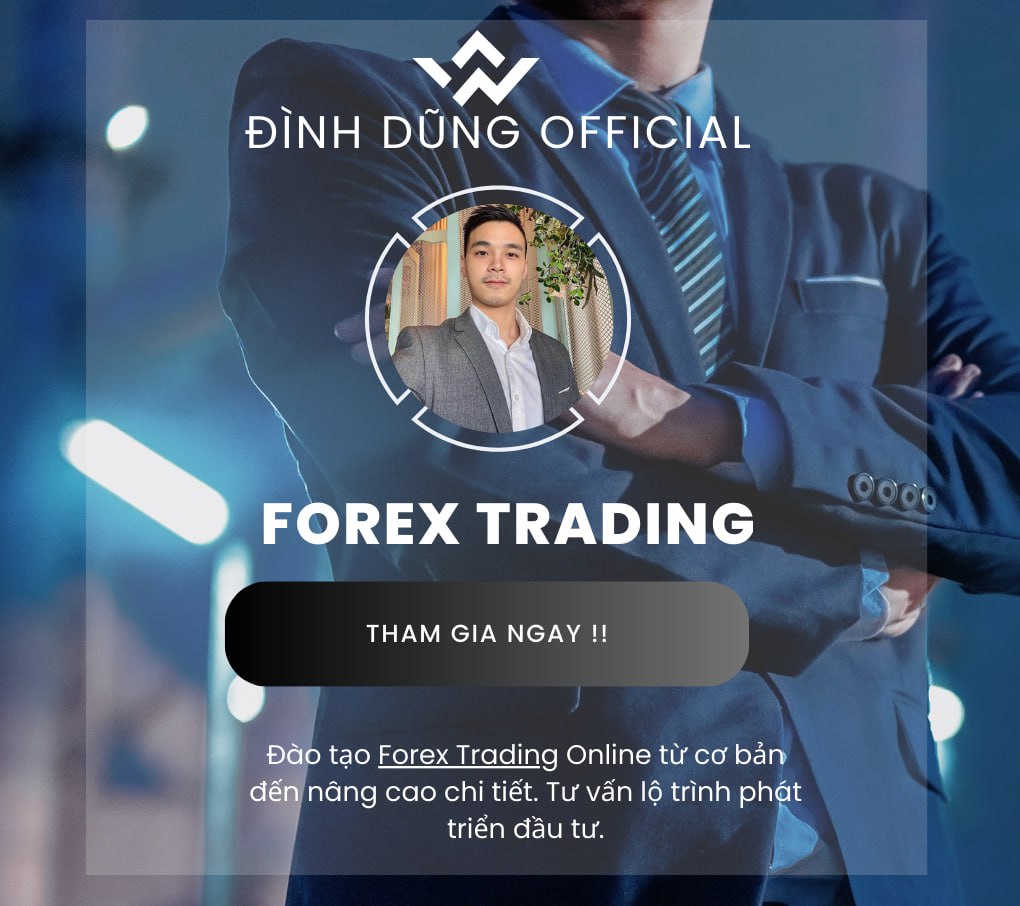 ĐÌNH DŨNG OFFICIAL
FOREX TRADING
THAM GIA NGAY !!
Đào tạo Forex Trading Online từ cơ bản
đến nâng cao chi tiết. Tư vấn lộ trình phát
triển đầu tư.